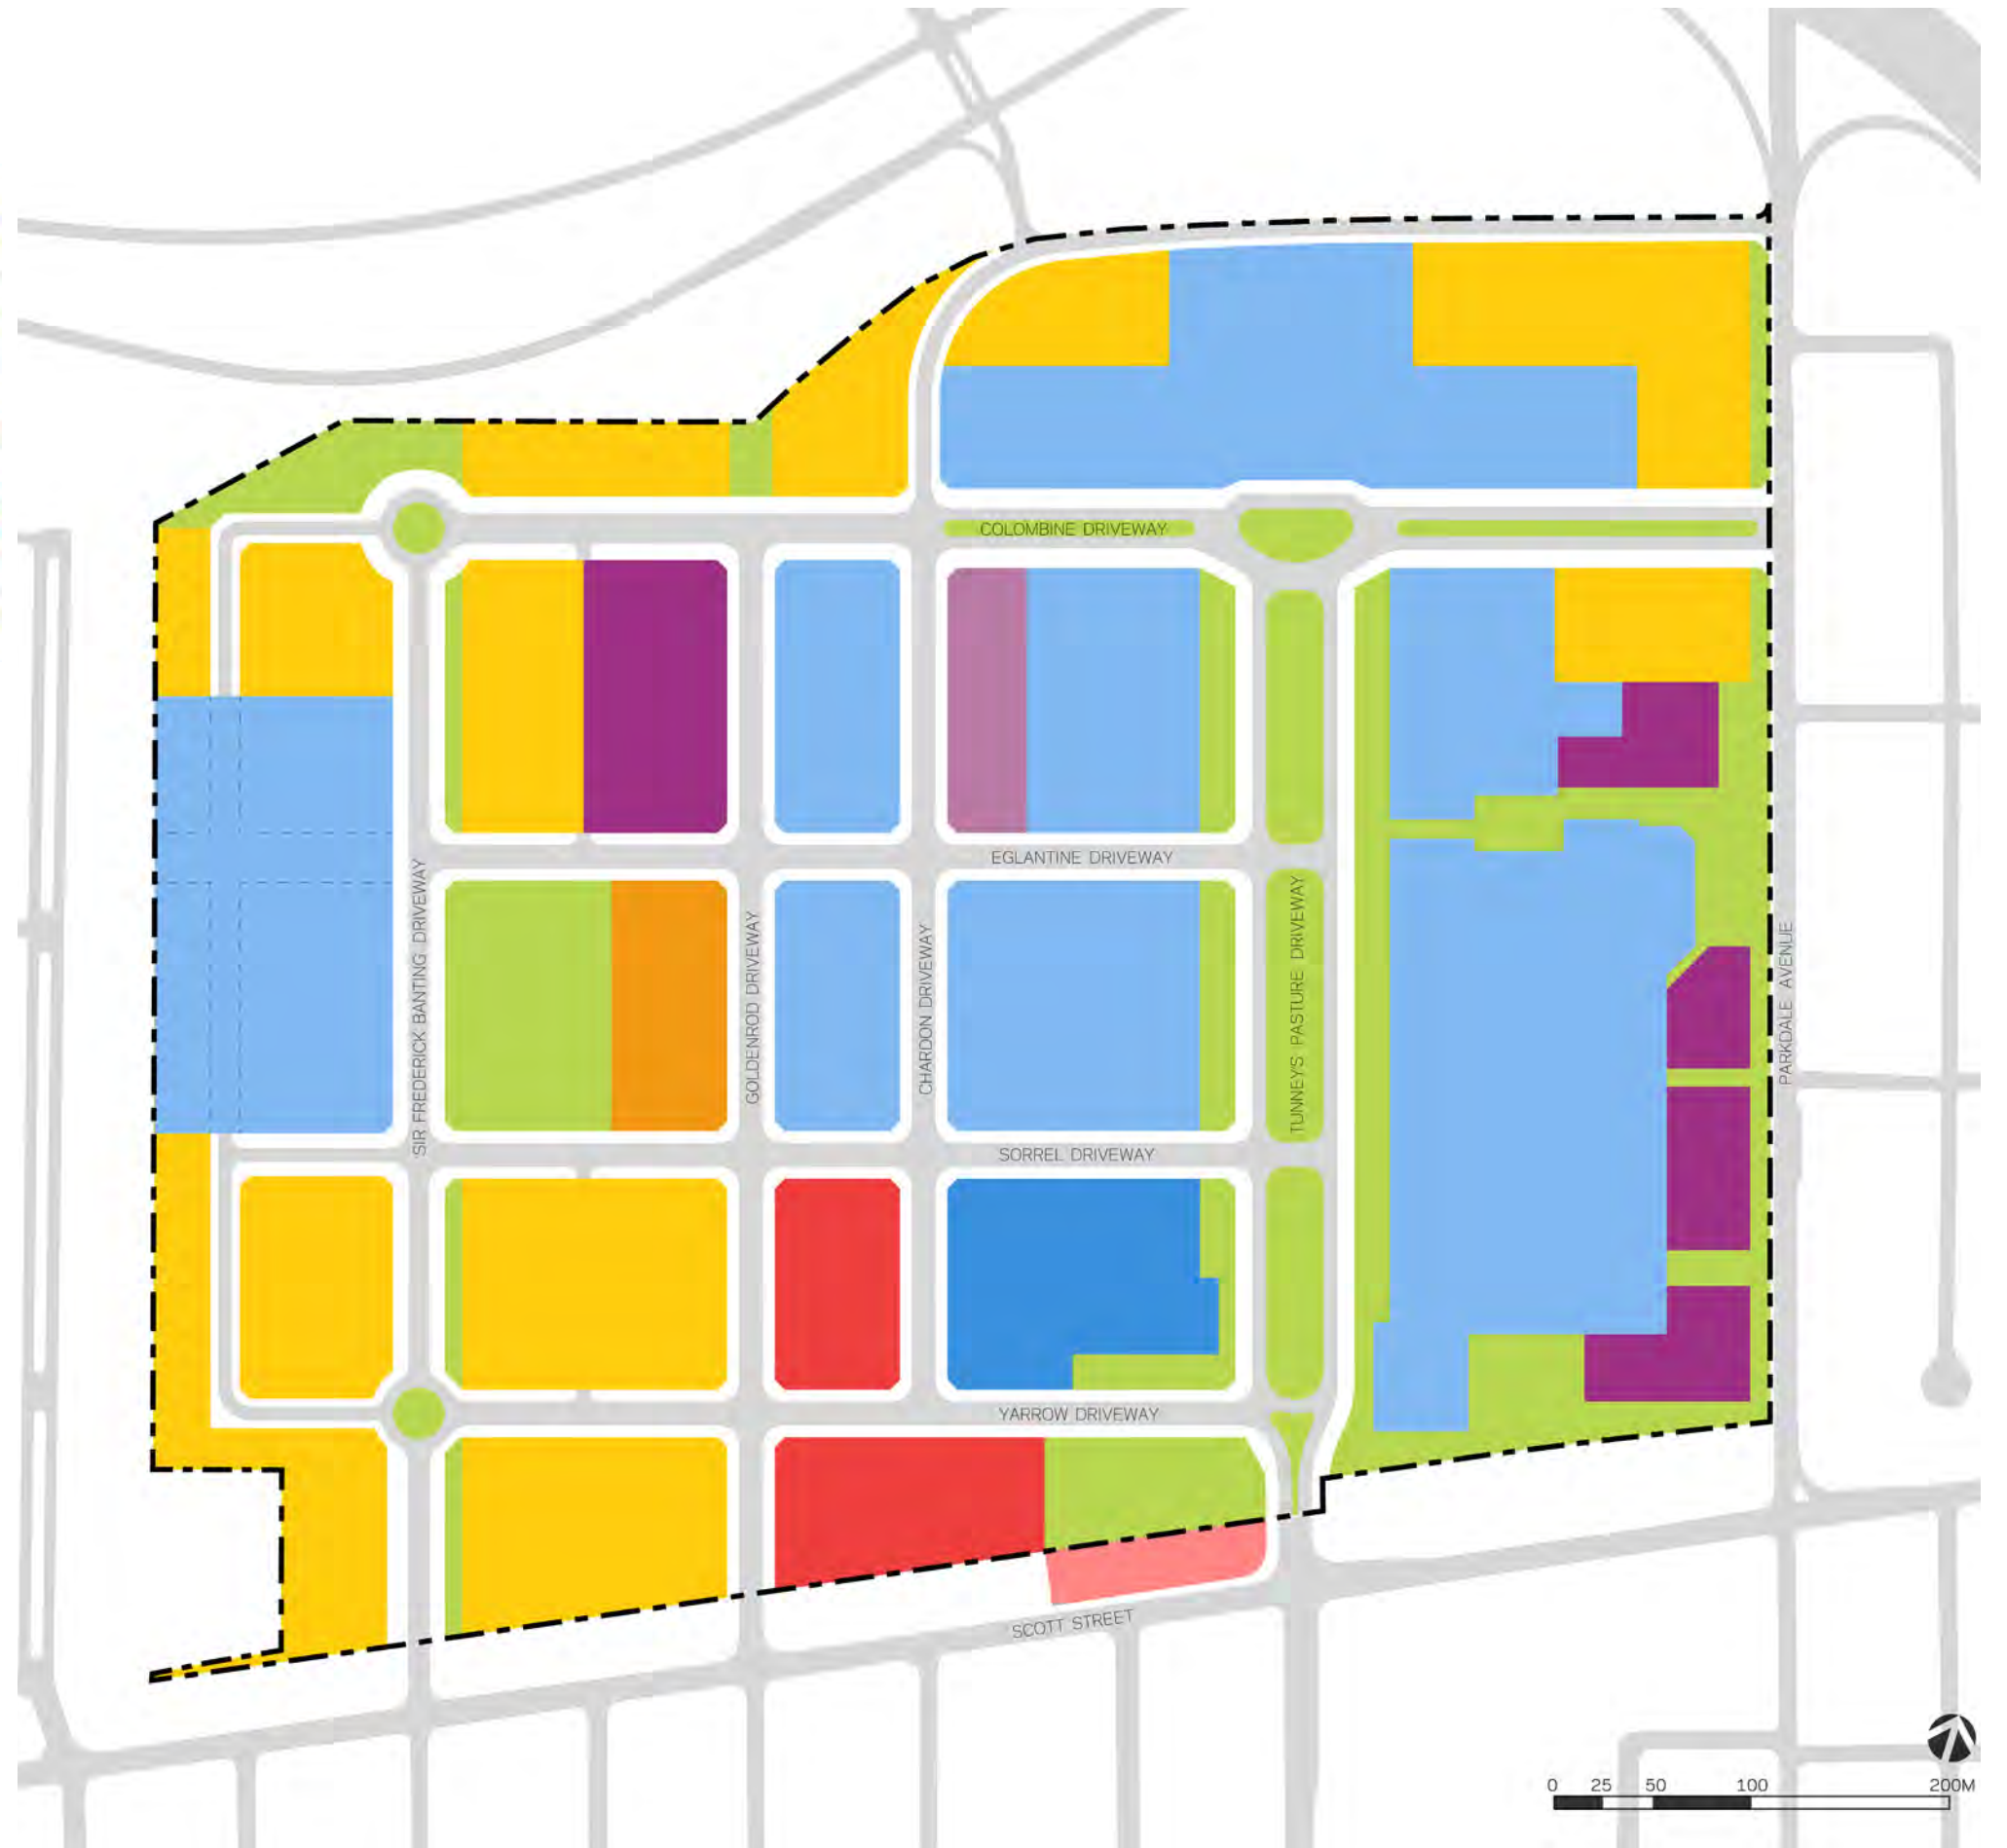 COLOMBINE DRIVEWAY
EGLANTINE DRIVEWAY
SIR FREDERICK BANTING DRIVEWAY
GOLDENROD DRIVEWAY
CHARDON DRIVEWAY
TUNNEY'S PASTURE DRIVEWAY
PARKDALE AVENUE
SORREL DRIVEWAY
YARROW DRIVEWAY
SCOTT STREET
0 25 50 100 200M